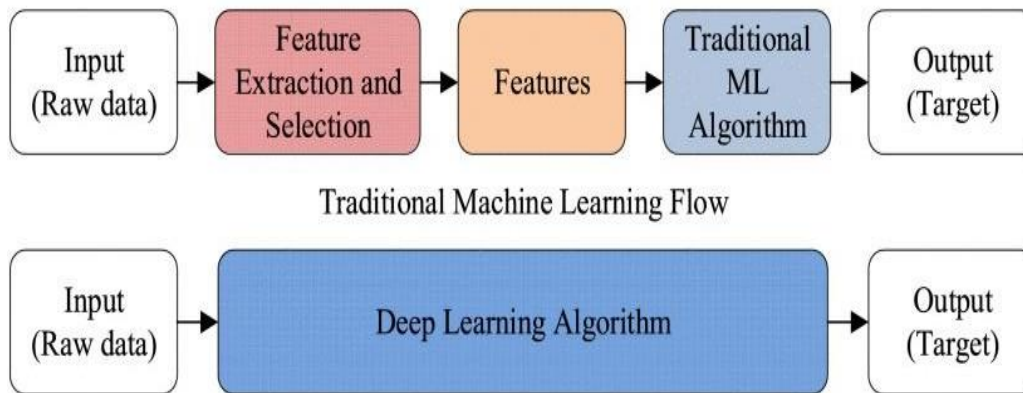 Input
(Raw data)
Feature
Extraction and
Selection
Features
Traditional
ML
Algorithm
Output
(Target)
Traditional Machine Learning Flow
Input
(Raw data)
Deep Learning Algorithm
Output
(Target)